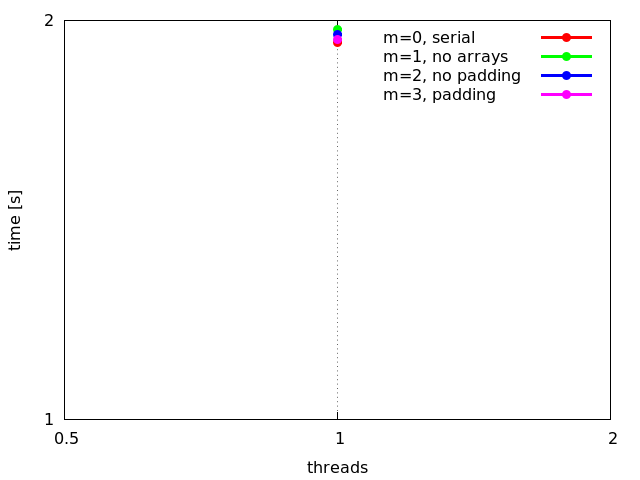 2
m=0, serial
m=1, no arrays
m=2, no padding
m=3, padding
time [s]
1
0.5 1 2
threads